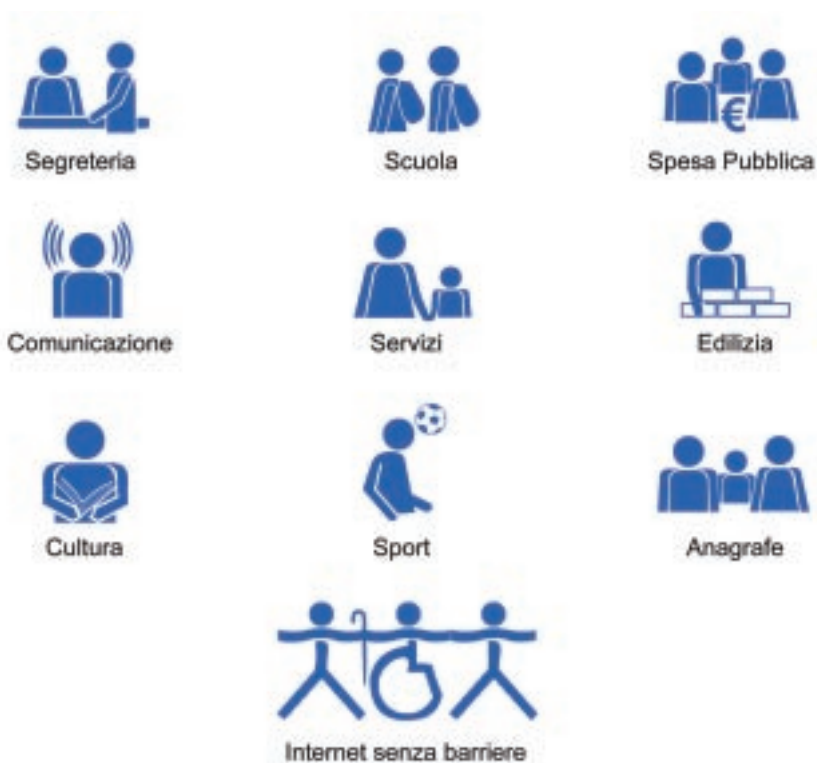 Segreteria
Scuola
Spesa Pubblica
€
Comunicazione
Servizi
Edilizia
Cultura
Sport
Anagrafe
Internet senza barriere